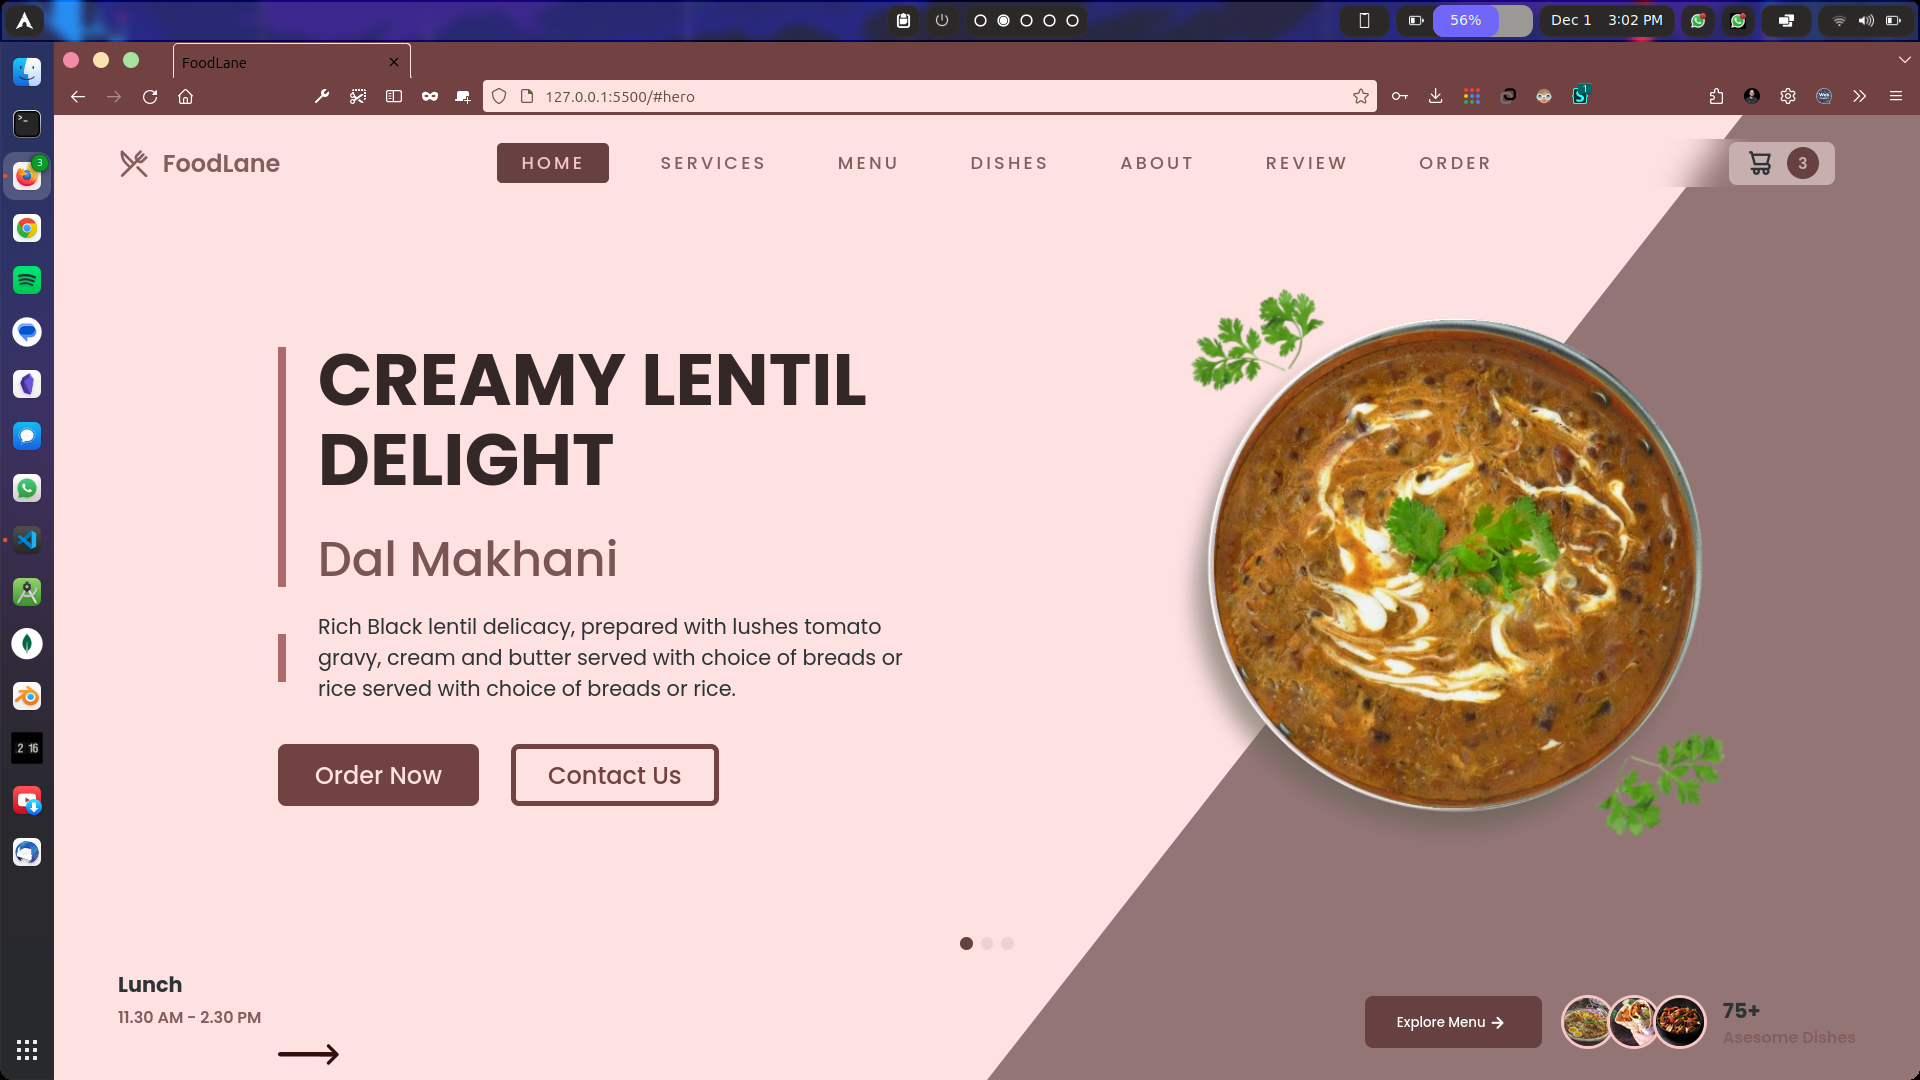 56%
Dec 1 3:02 PM
FoodLane
127.0.0.1:5500/#hero
1
3
FoodLane
HOME
SERVICES
MENU
DISHES
ABOUT
REVIEW
ORDER
3
CREAMY LENTIL
DELIGHT
Dal Makhani
Rich Black lentil delicacy, prepared with lushes tomato
gravy, cream and butter served with choice of breads or
rice served with choice of breads or rice.
Order Now
Contact Us
2 16
Lunch
11.30 AM - 2.30 PM
Explore Menu
75+
Asesome Dishes